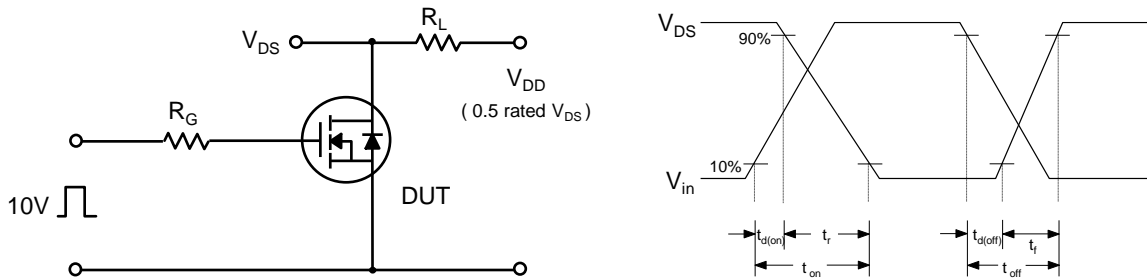 R_L
V_DS
V_DD
( 0.5 rated V_DS )
R_G
DUT
10V
V_DS
90%
10%
V_in
t_d(on)
t_r
t_on
t_d(off)
t_f
t_off